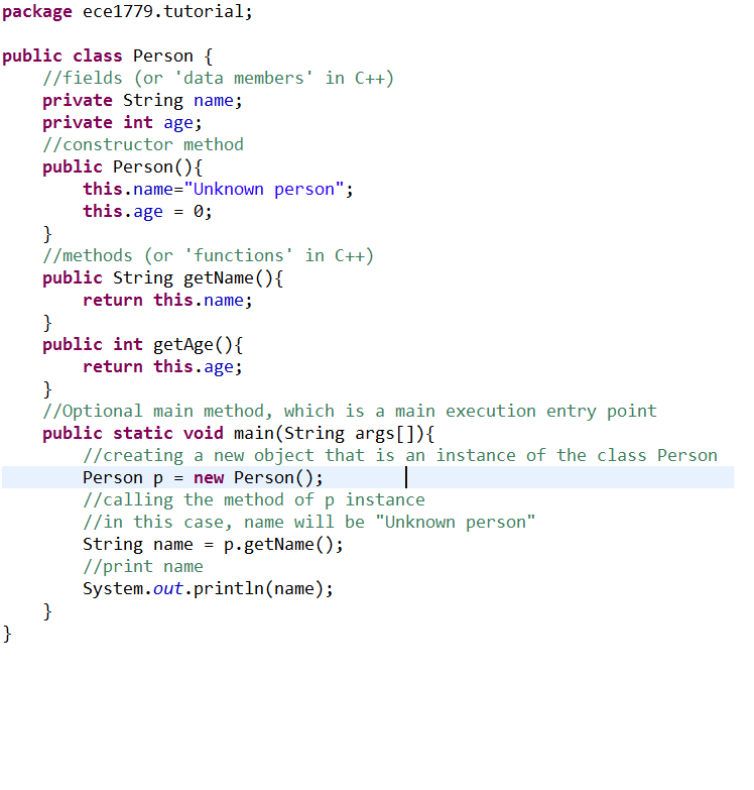 package ece1779.tutorial;
public class Person {
//fields (or 'data members' in C++)
private String name;
private int age;
//constructor method
public Person(){
this.name="Unknown person";
this.age = 0;
}
//methods (or 'functions' in C++)
public String getName(){
return this.name;
}
public int getAge(){
return this.age;
}
//Optional main method, which is a main execution entry point
public static void main(String args[]){
//creating a new object that is an instance of the class Person
Person p = new Person();
//calling the method of p instance
//in this case, name will be "Unknown person"
String name = p.getName();
//print name
System.out.println(name);
}
}